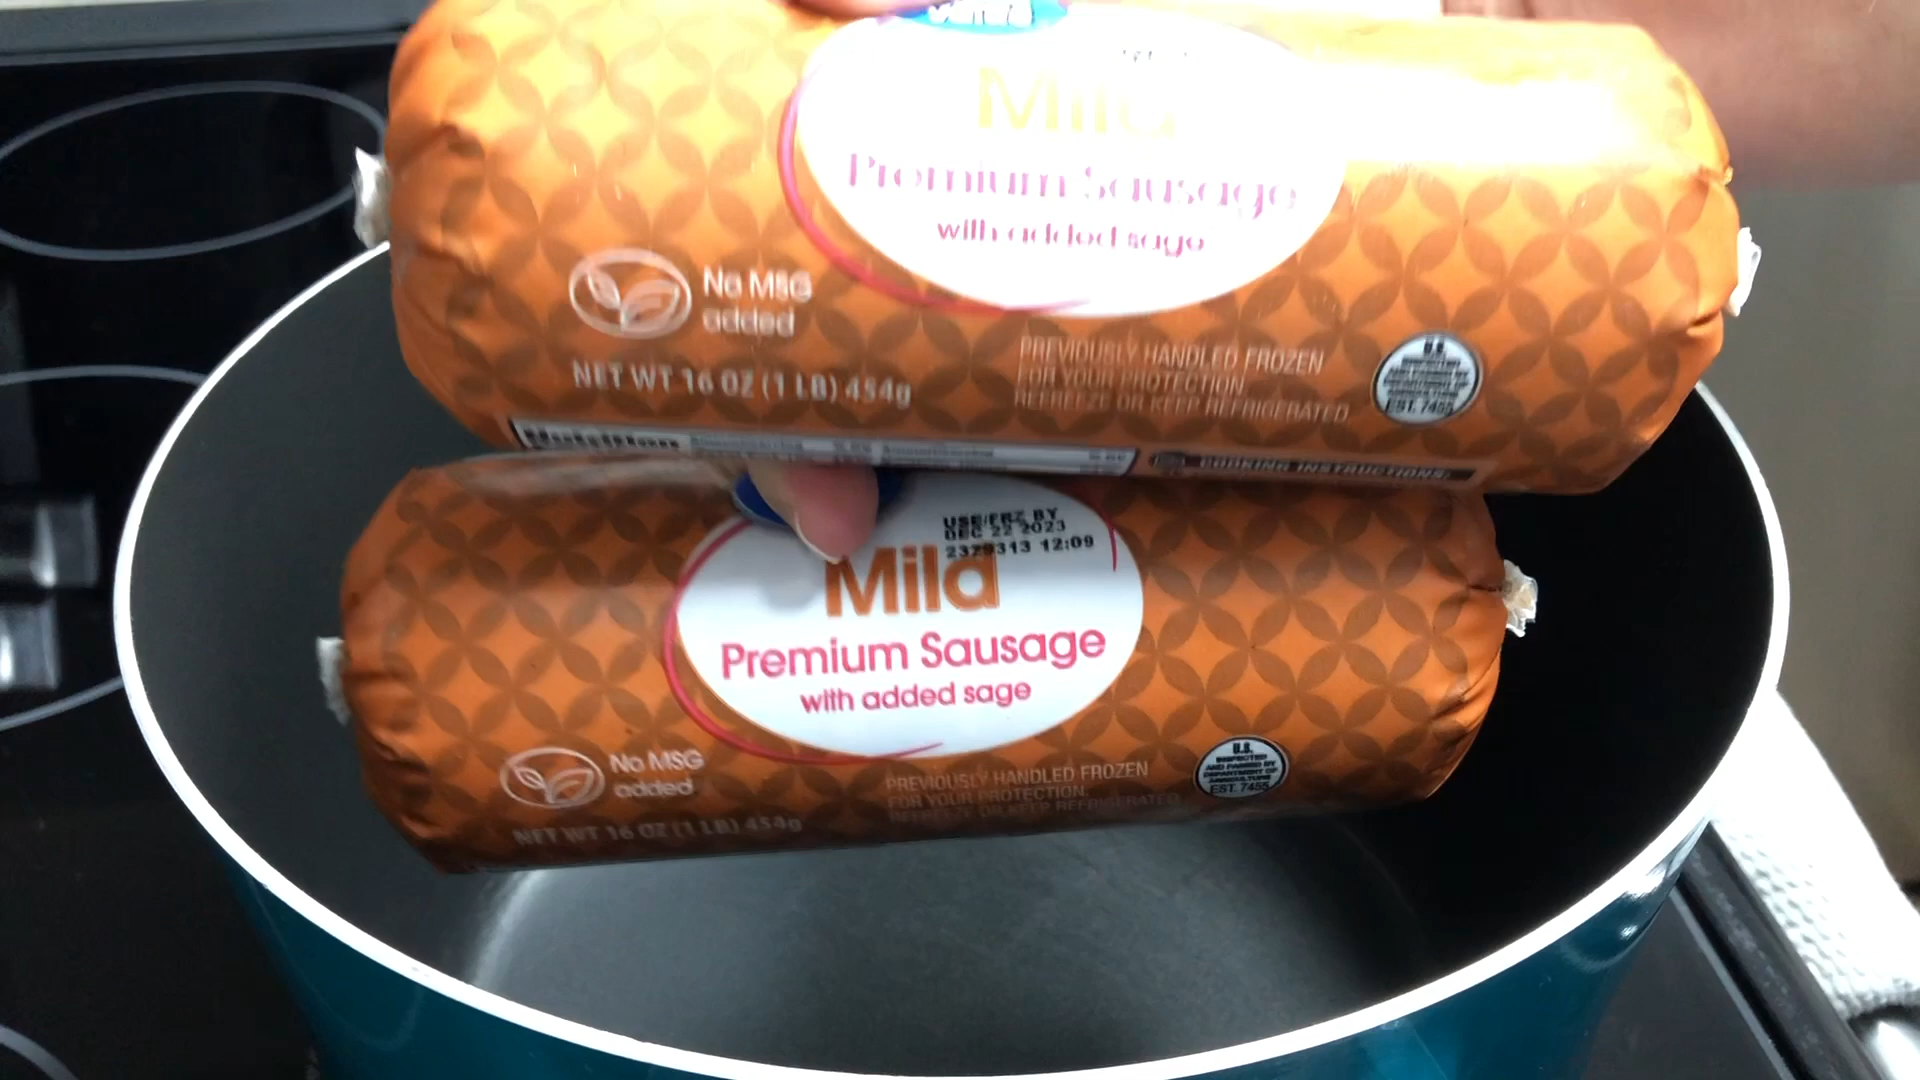 Mild
Premium Sausage
with added sage
No MSG
added
NET WT 16 OZ (1 LB) 454g
PREVIOUSLY HANDLED FROZEN
FOR YOUR PROTECTION
REFREEZE OR KEEP REFRIGERATED
U.S.
EST. 7455
COOKING INSTRUCTIONS:
USE/FRZ BY
DEC 22 2023
2329313 12:09
Mild
Premium Sausage
with added sage
No MSG
added
NET WT 16 OZ (1 LB) 454g
PREVIOUSLY HANDLED FROZEN
FOR YOUR PROTECTION.
REFREEZE OR KEEP REFRIGERATED
U.S.
INSPECTED
AND PASSED BY
DEPARTMENT OF
AGRICULTURE
EST. 7455